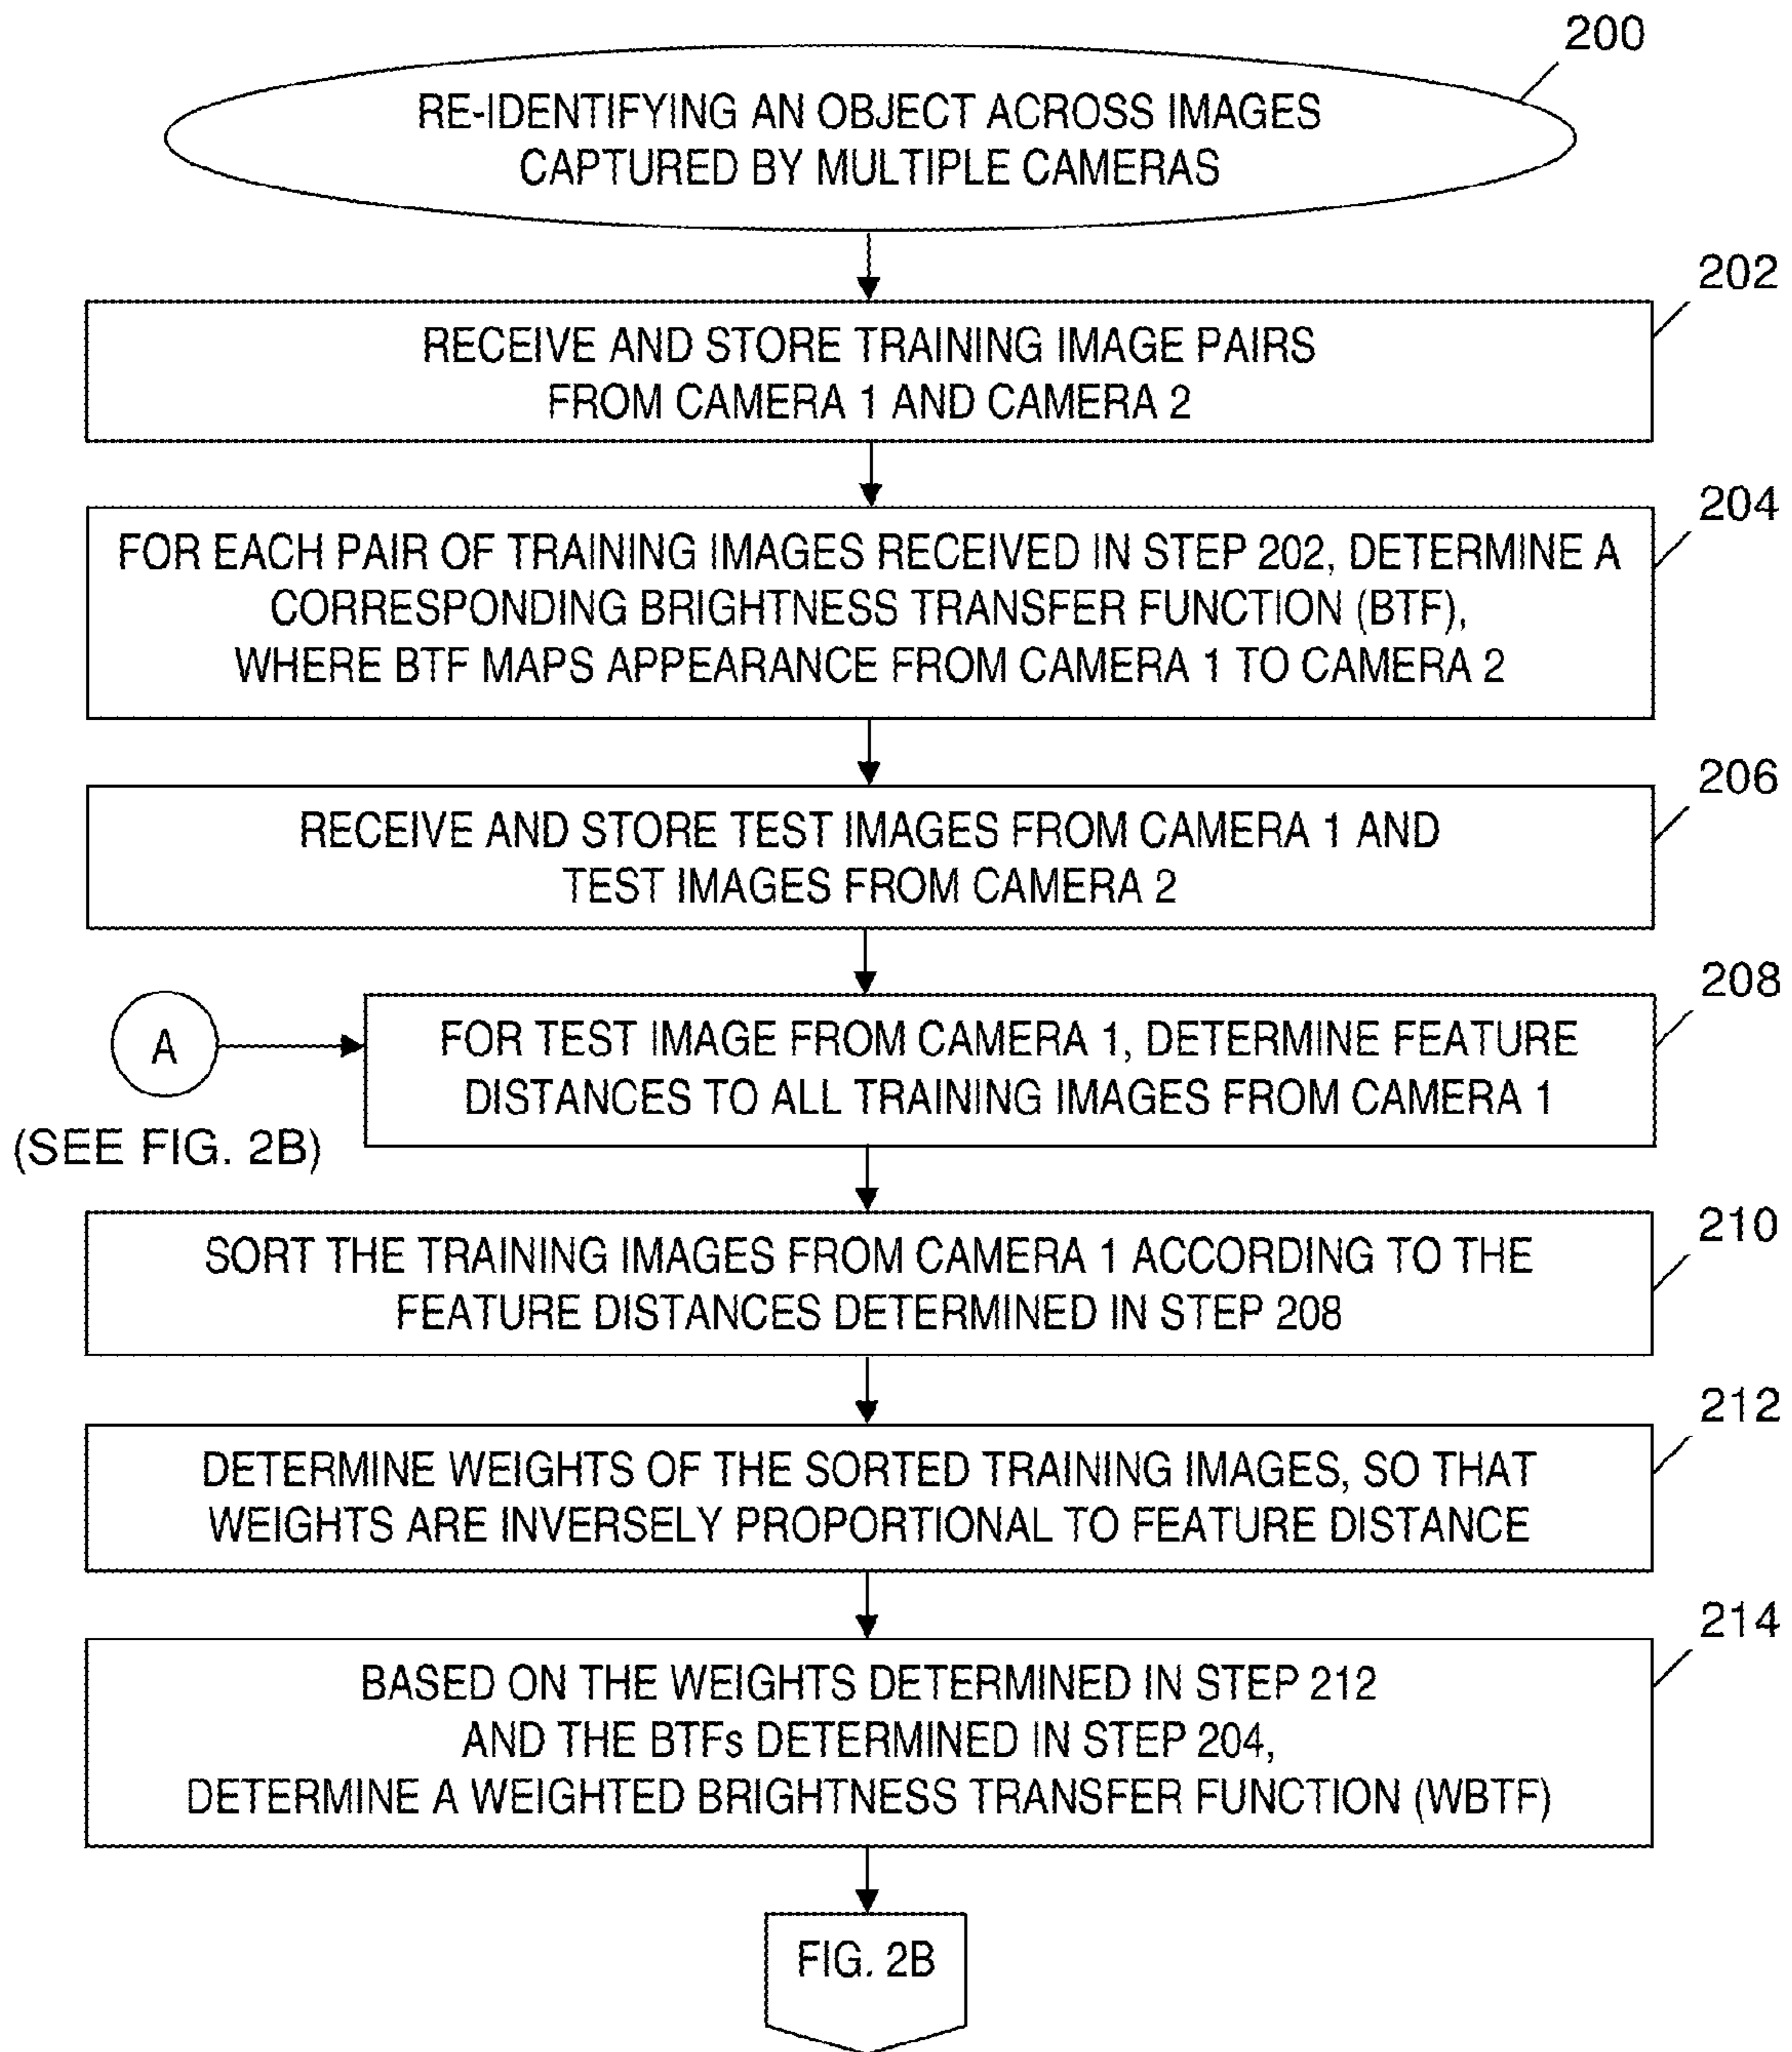 200
RE-IDENTIFYING AN OBJECT ACROSS IMAGES
CAPTURED BY MULTIPLE CAMERAS
202
RECEIVE AND STORE TRAINING IMAGE PAIRS
FROM CAMERA 1 AND CAMERA 2
204
FOR EACH PAIR OF TRAINING IMAGES RECEIVED IN STEP 202, DETERMINE A
CORRESPONDING BRIGHTNESS TRANSFER FUNCTION (BTF),
WHERE BTF MAPS APPEARANCE FROM CAMERA 1 TO CAMERA 2
206
RECEIVE AND STORE TEST IMAGES FROM CAMERA 1 AND
TEST IMAGES FROM CAMERA 2
208
A
(SEE FIG. 2B)
FOR TEST IMAGE FROM CAMERA 1, DETERMINE FEATURE
DISTANCES TO ALL TRAINING IMAGES FROM CAMERA 1
210
SORT THE TRAINING IMAGES FROM CAMERA 1 ACCORDING TO THE
FEATURE DISTANCES DETERMINED IN STEP 208
212
DETERMINE WEIGHTS OF THE SORTED TRAINING IMAGES, SO THAT
WEIGHTS ARE INVERSELY PROPORTIONAL TO FEATURE DISTANCE
214
BASED ON THE WEIGHTS DETERMINED IN STEP 212
AND THE BTFs DETERMINED IN STEP 204,
DETERMINE A WEIGHTED BRIGHTNESS TRANSFER FUNCTION (WBTF)
FIG. 2B